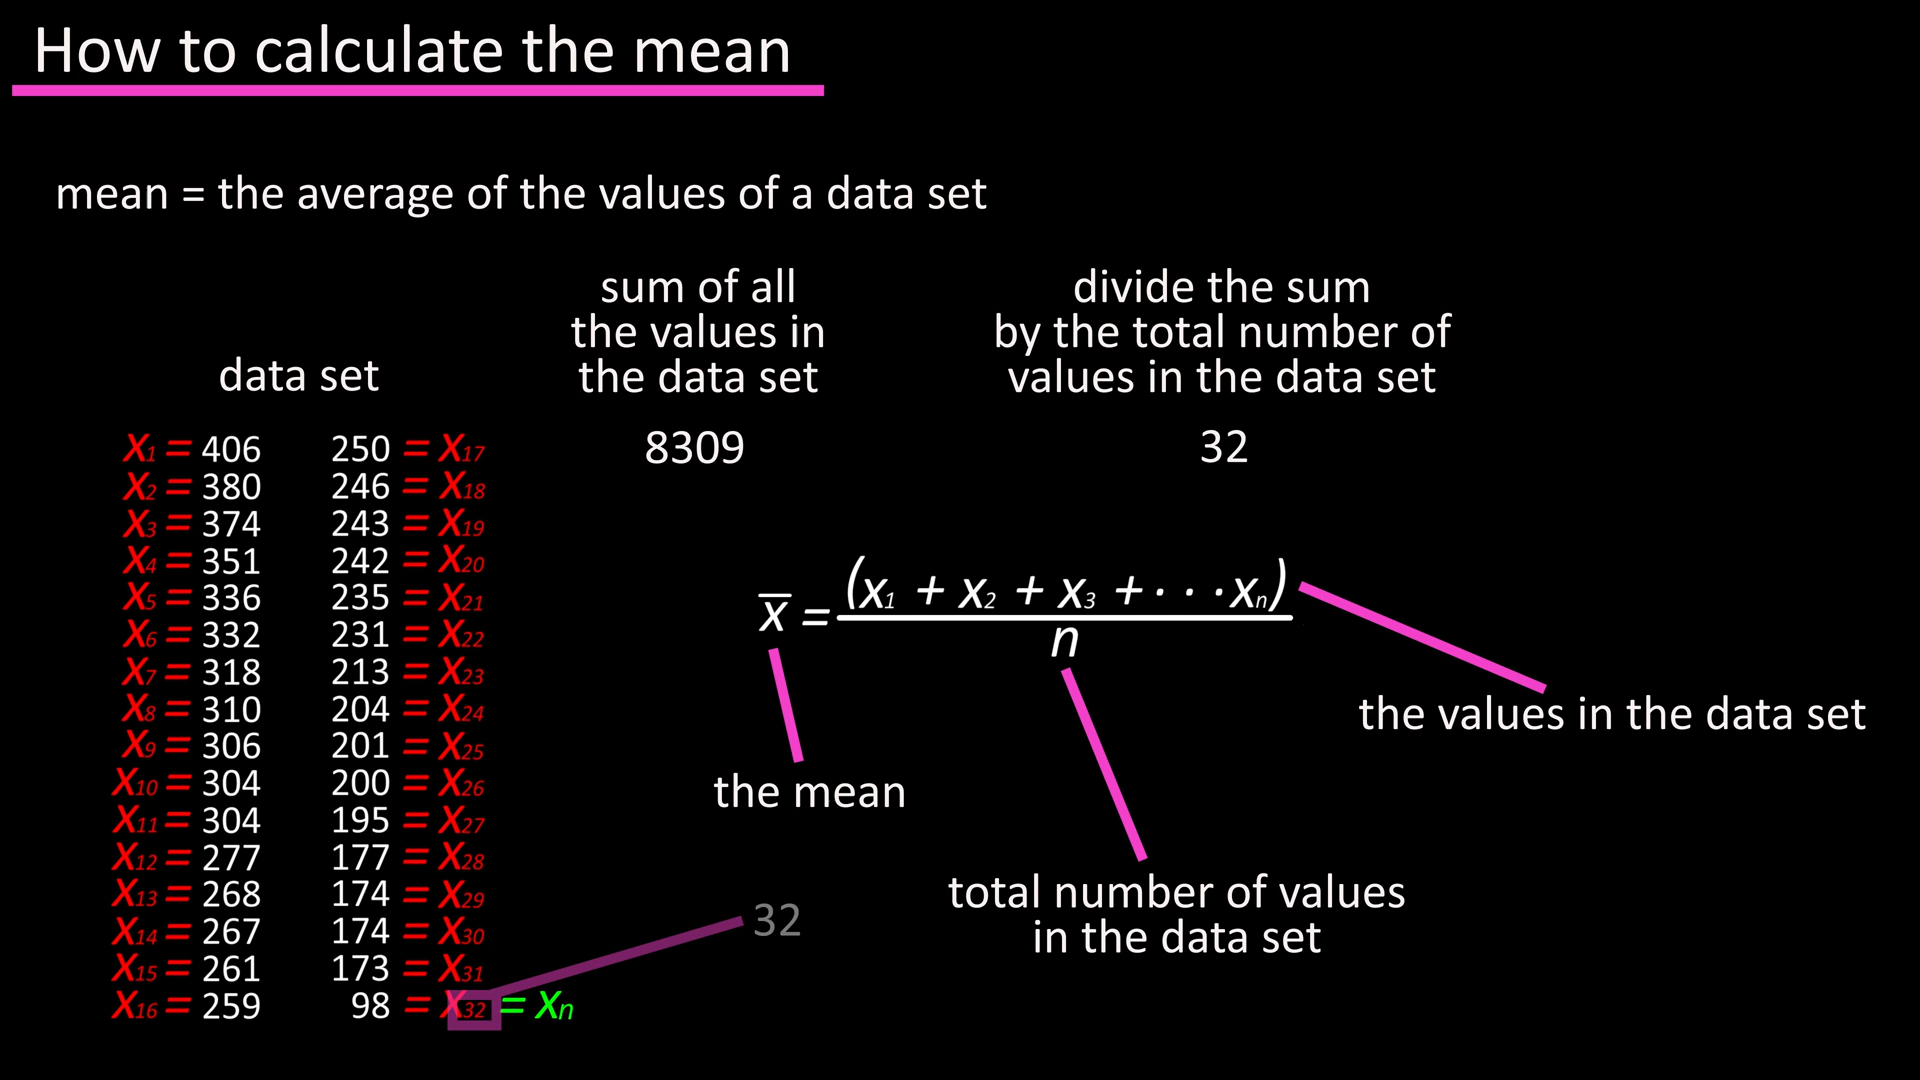 How to calculate the mean
mean = the average of the values of a data set
data set
sum of all
the values in
the data set
divide the sum
by the total number of
values in the data set
8309
32
x1 = 406 250 = x17
x2 = 380 246 = x18
x3 = 374 243 = x19
x4 = 351 242 = x20
x5 = 336 235 = x21
x6 = 332 231 = x22
x7 = 318 213 = x23
x8 = 310 204 = x24
x9 = 306 201 = x25
x10 = 304 200 = x26
x11 = 304 195 = x27
x12 = 277 177 = x28
x13 = 268 174 = x29
x14 = 267 174 = x30
x15 = 261 173 = x31
x16 = 259 98 = x32 = xn
32
x̅ = (x1 + x2 + x3 + · · · xn)
n
the mean
total number of values
in the data set
the values in the data set